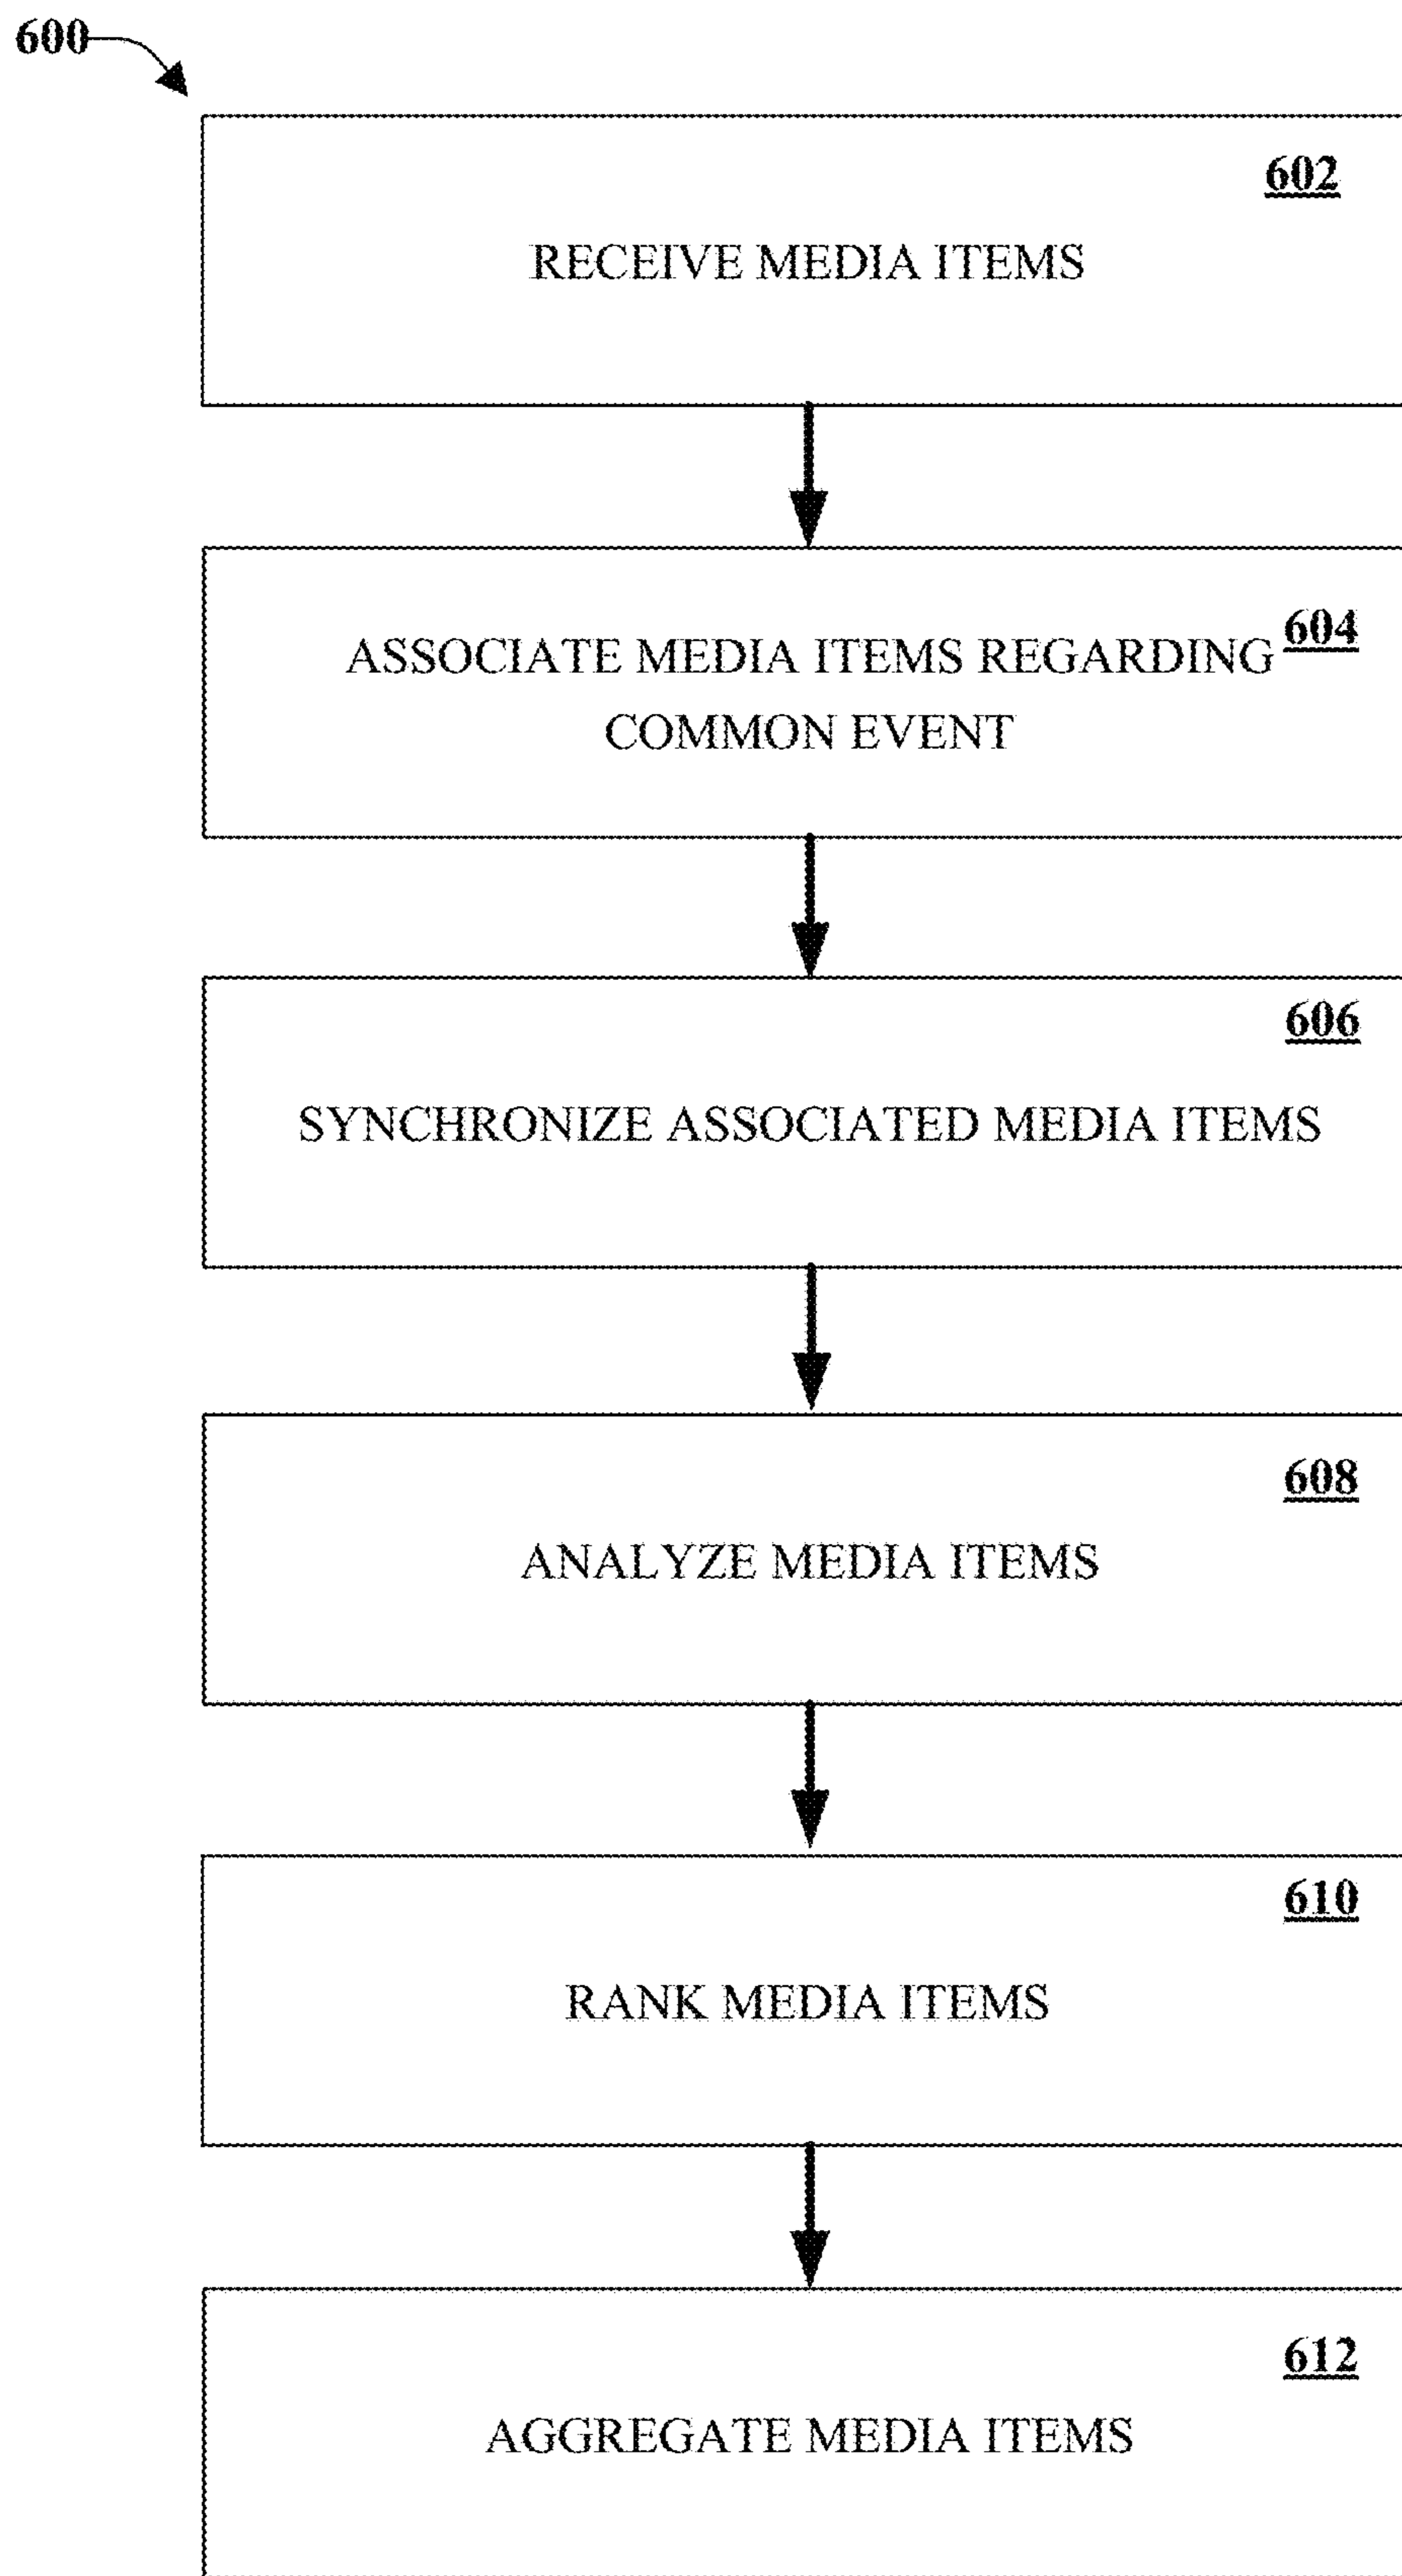 600
602
RECEIVE MEDIA ITEMS
604
ASSOCIATE MEDIA ITEMS REGARDING
COMMON EVENT
606
SYNCHRONIZE ASSOCIATED MEDIA ITEMS
608
ANALYZE MEDIA ITEMS
610
RANK MEDIA ITEMS
612
AGGREGATE MEDIA ITEMS